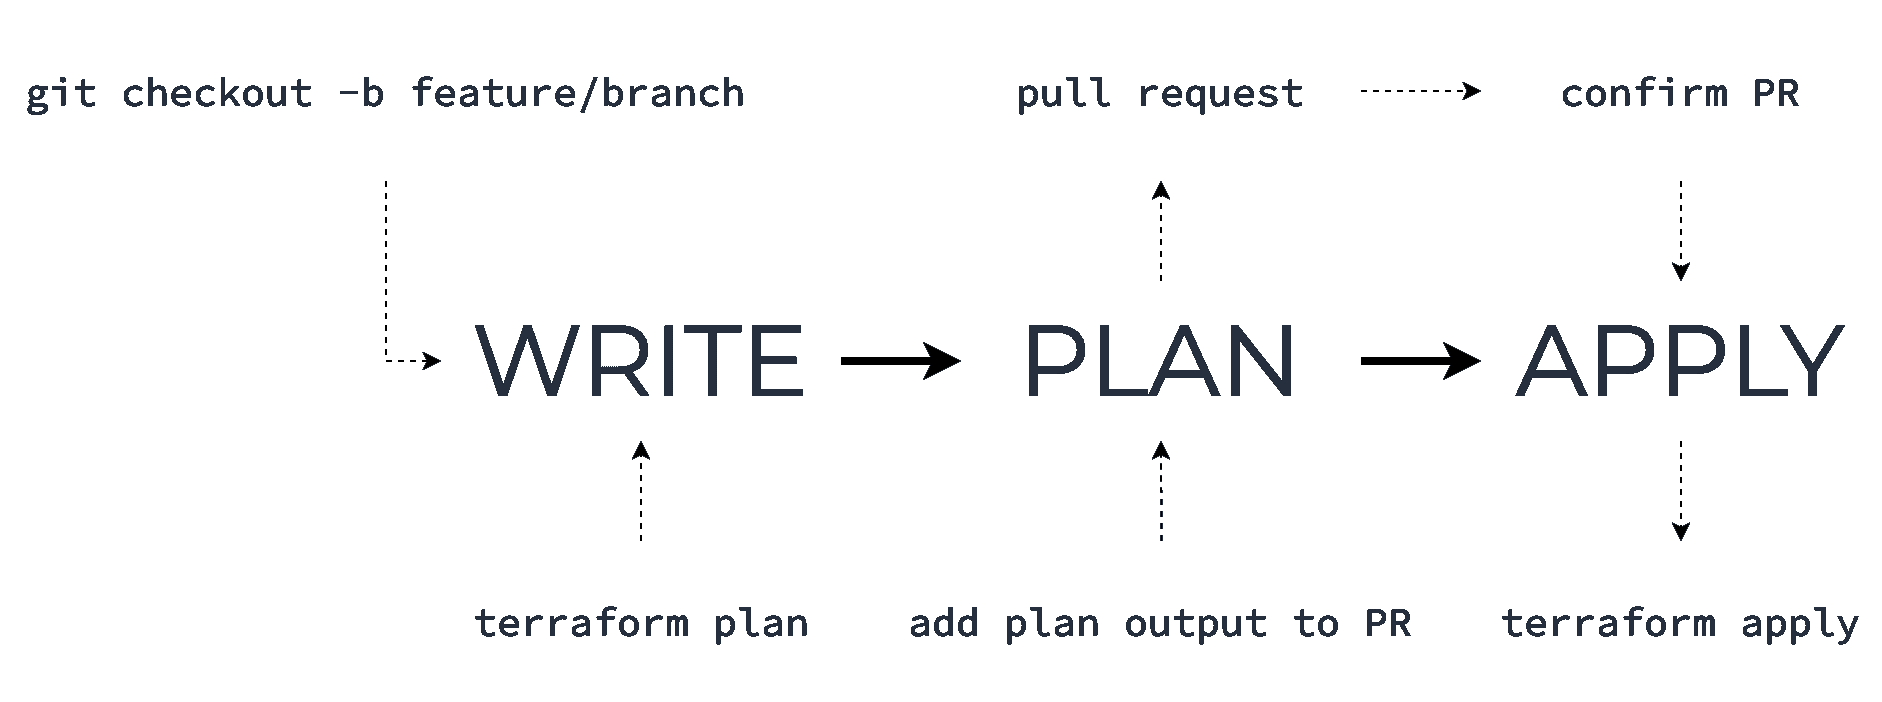 git checkout -b feature/branch
pull request
confirm PR
WRITE
PLAN
APPLY
terraform plan
add plan output to PR
terraform apply